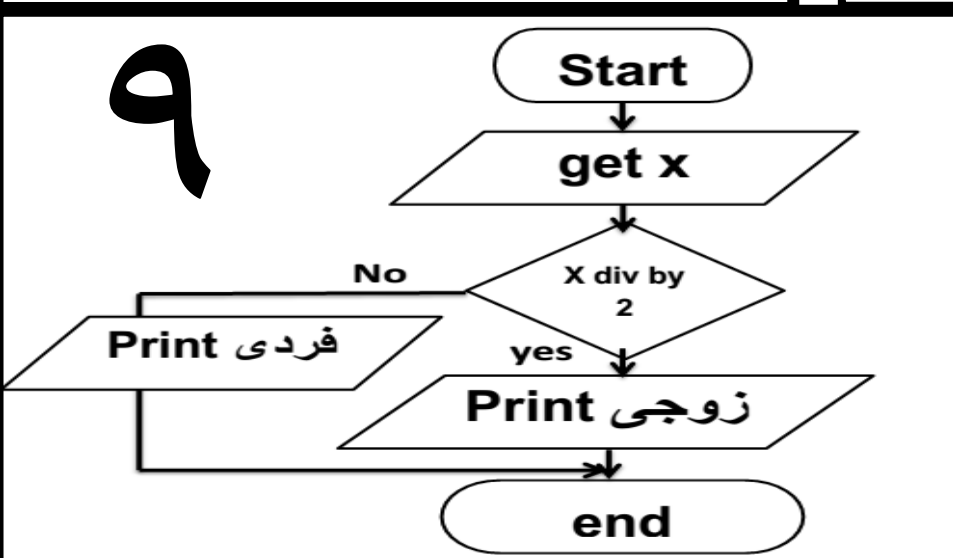 ٩
Start
get x
X div by
2
No
yes
Print فردى
Print زوجى
end